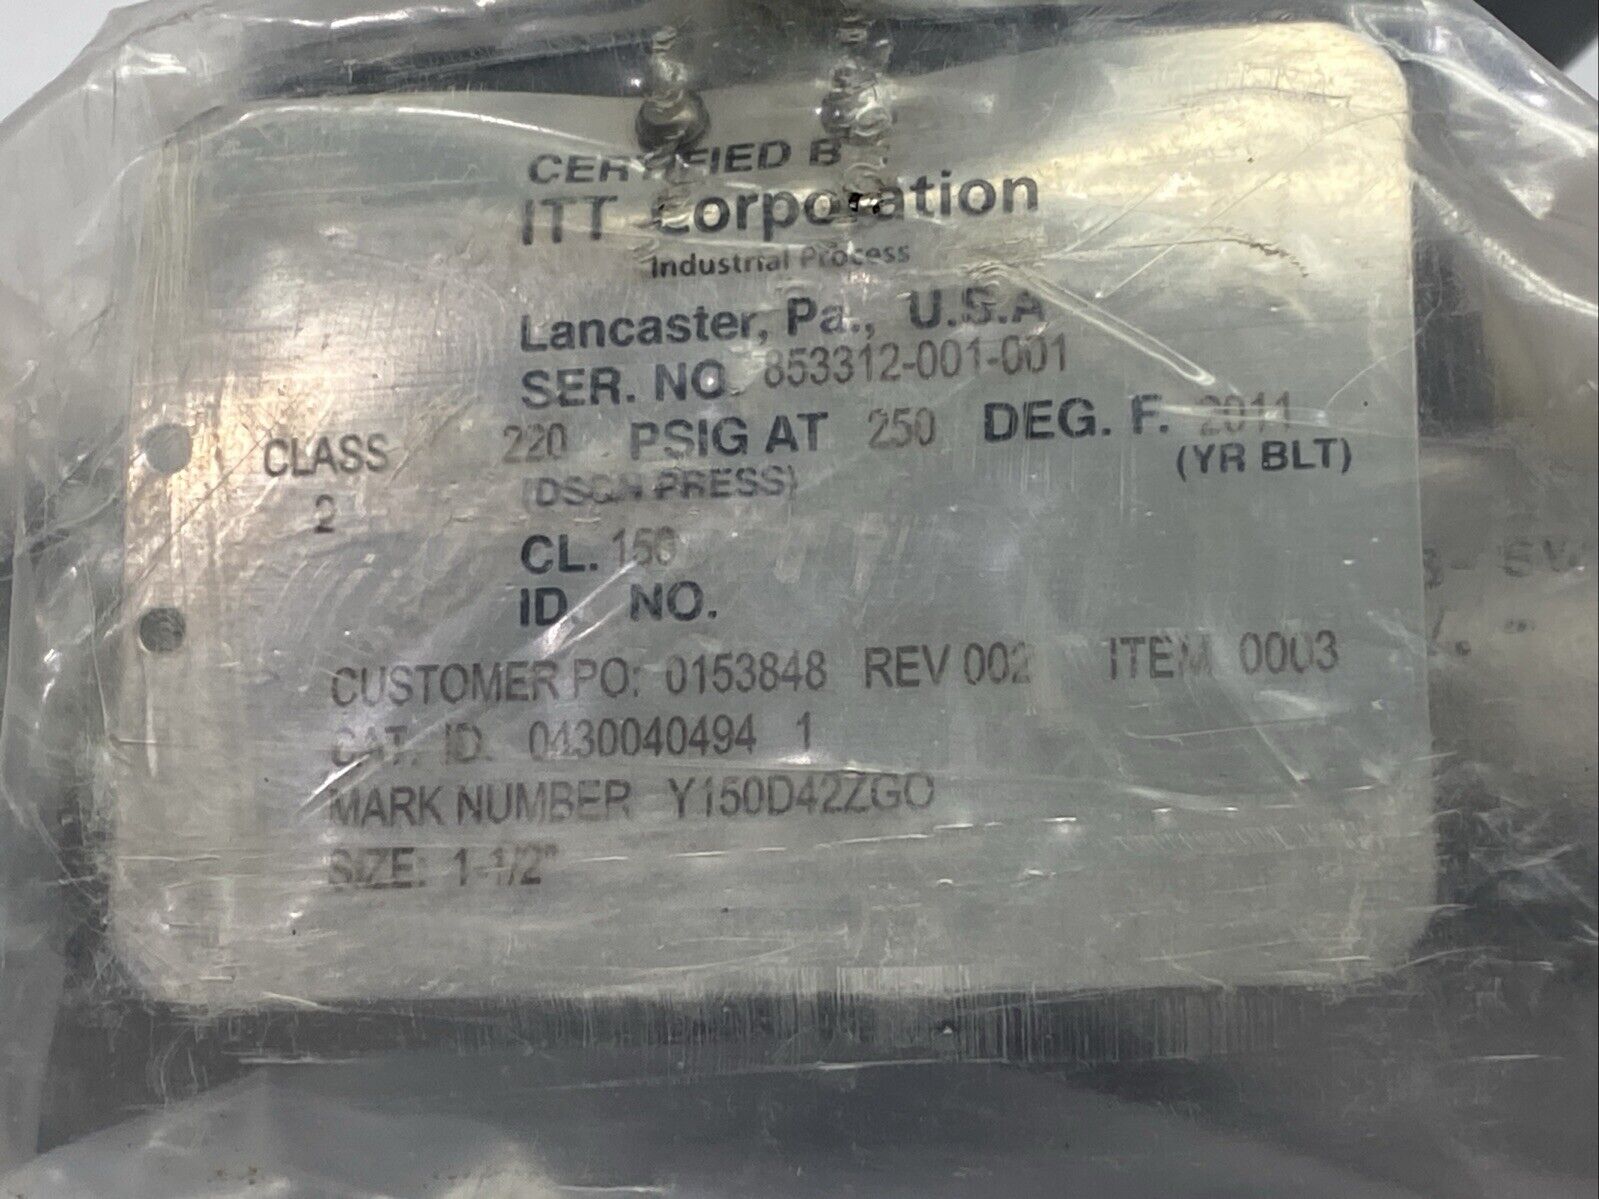 CERTIFIED B
ITT Corporation
Industrial Process
Lancaster, Pa., U.S.A
SER. NO 853312-001-001
CLASS
2
220 PSIG AT 250 DEG. F. 2011
(DSGN PRESS) (YR BLT)
CL. 150
ID. NO.
CUSTOMER PO: 0153848 REV 002 ITEM 0003
CAT. ID. 0430040494 1
MARK NUMBER Y150D42ZGO
SIZE: 1-1/2"